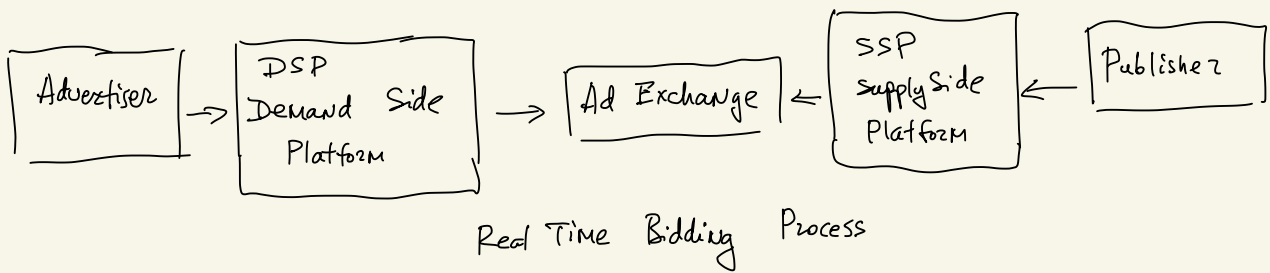 Advertiser
DSP
Demand Side
Platform
Ad Exchange
SSP
Supply Side
Platform
Publisher
Real Time Bidding Process